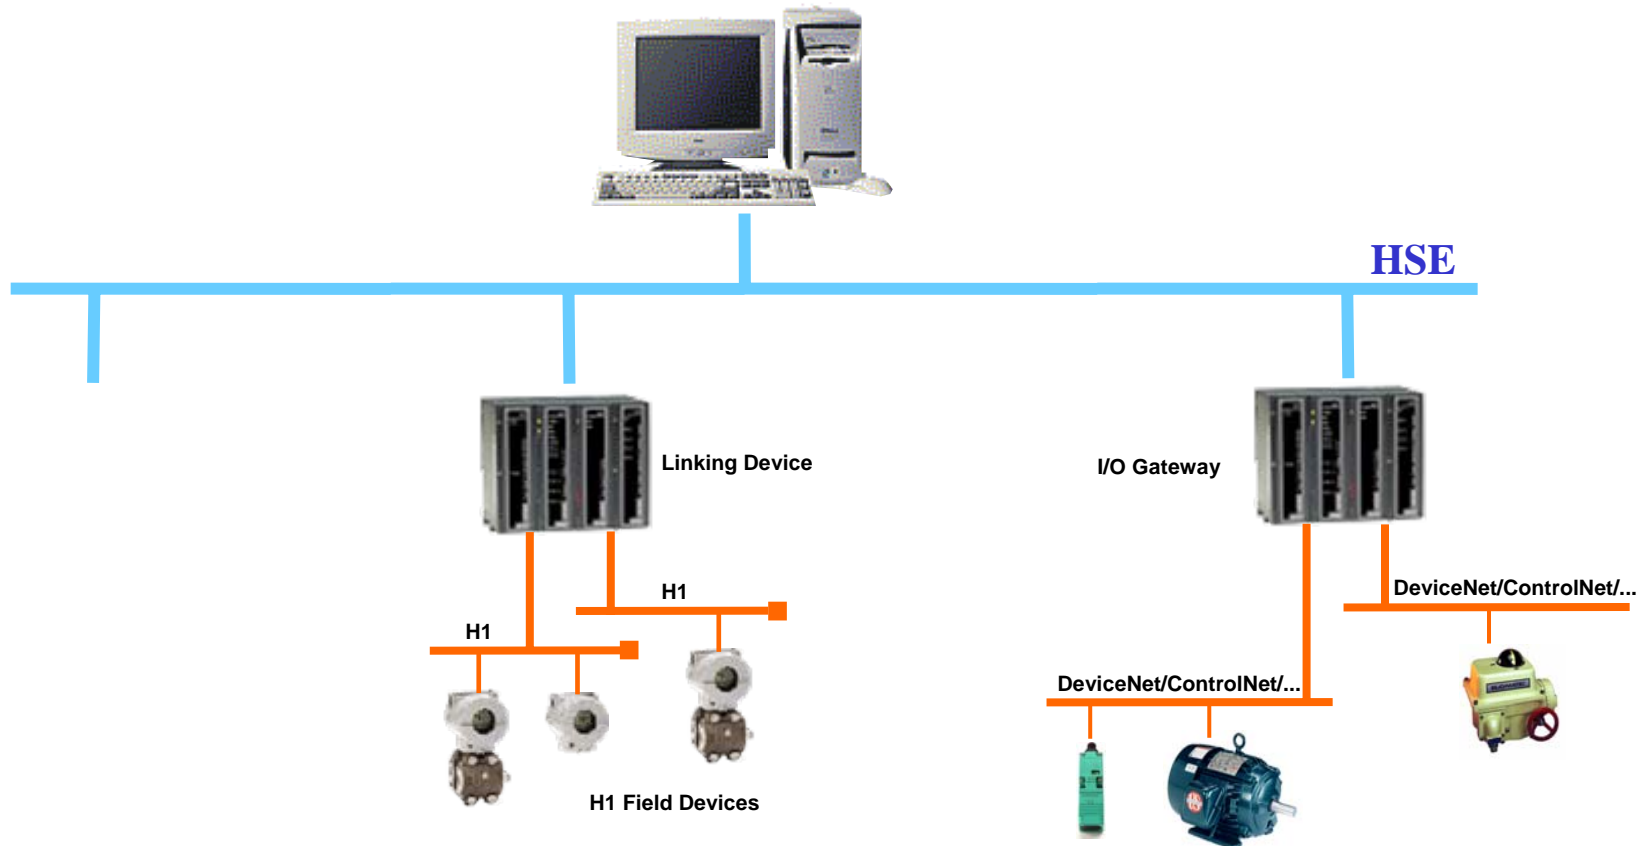 HSE
Linking Device
I/O Gateway
H1
DeviceNet/ControlNet/...
H1
DeviceNet/ControlNet/...
H1 Field Devices